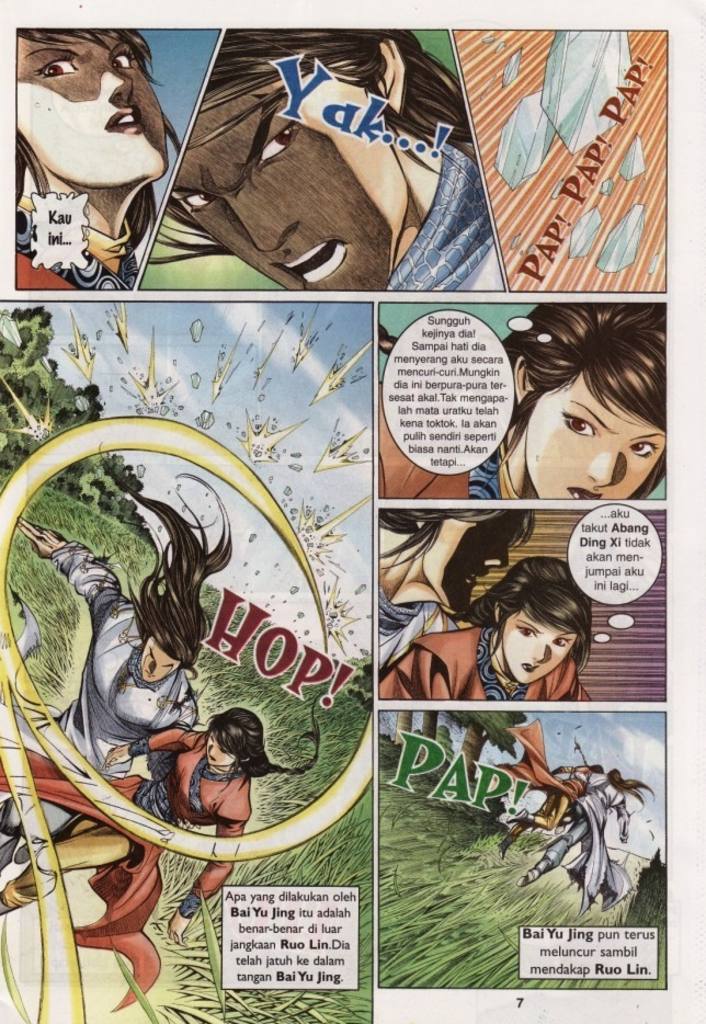 Kau
ini...
Yak...!
PAP! PAP! PAP!
Sungguh
kejinya dia!
Sampai hati dia
menyerang aku secara
mencuri-curi.Mungkin
dia ini berpura-pura ter-
sesat akal.Tak mengapa-
lah mata uratku telah
kena toktok. Ia akan
pulih sendiri seperti
biasa nanti. Akan
tetapi...
HOP!
...aku
takut Abang
Ding Xi tidak
akan men-
jumpai aku
ini lagi...
Apa yang dilakukan oleh
Bai Yu Jing itu adalah
benar-benar di luar
jangkaan Ruo Lin.Dia
telah jatuh ke dalam
tangan Bai Yu Jing.
PAP!
Bai Yu Jing pun terus
meluncur sambil
mendakap Ruo Lin.
7